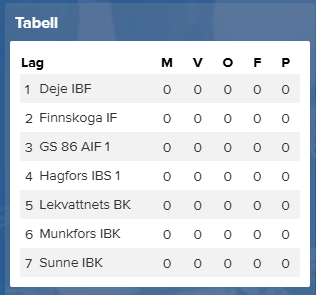 Tabell
Lag M V O F P
1 Deje IBF 0 0 0 0 0
2 Finnskoga IF 0 0 0 0 0
3 GS 86 AIF 1 0 0 0 0 0
4 Hagfors IBS 1 0 0 0 0 0
5 Lekvattnets BK 0 0 0 0 0
6 Munkfors IBK 0 0 0 0 0
7 Sunne IBK 0 0 0 0 0